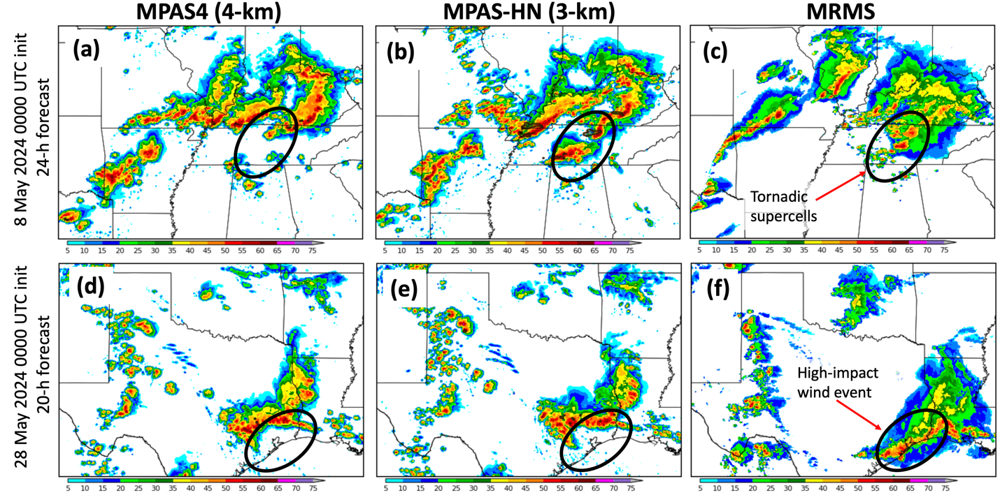 MPAS4 (4-km) MPAS-HN (3-km) MRMS
8 May 2024 0000 UTC init
24-h forecast
(a) (b) (c)
Tornadic
supercells
5 10 15 20 25 30 35 40 45 50 55 60 65 70 75
5 10 15 20 25 30 35 40 45 50 55 60 65 70 75
5 10 15 20 25 30 35 40 45 50 55 60 65 70 75
28 May 2024 0000 UTC init
20-h forecast
(d) (e) (f)
High-impact
wind event
5 10 15 20 25 30 35 40 45 50 55 60 65 70 75
5 10 15 20 25 30 35 40 45 50 55 60 65 70 75
5 10 15 20 25 30 35 40 45 50 55 60 65 70 75